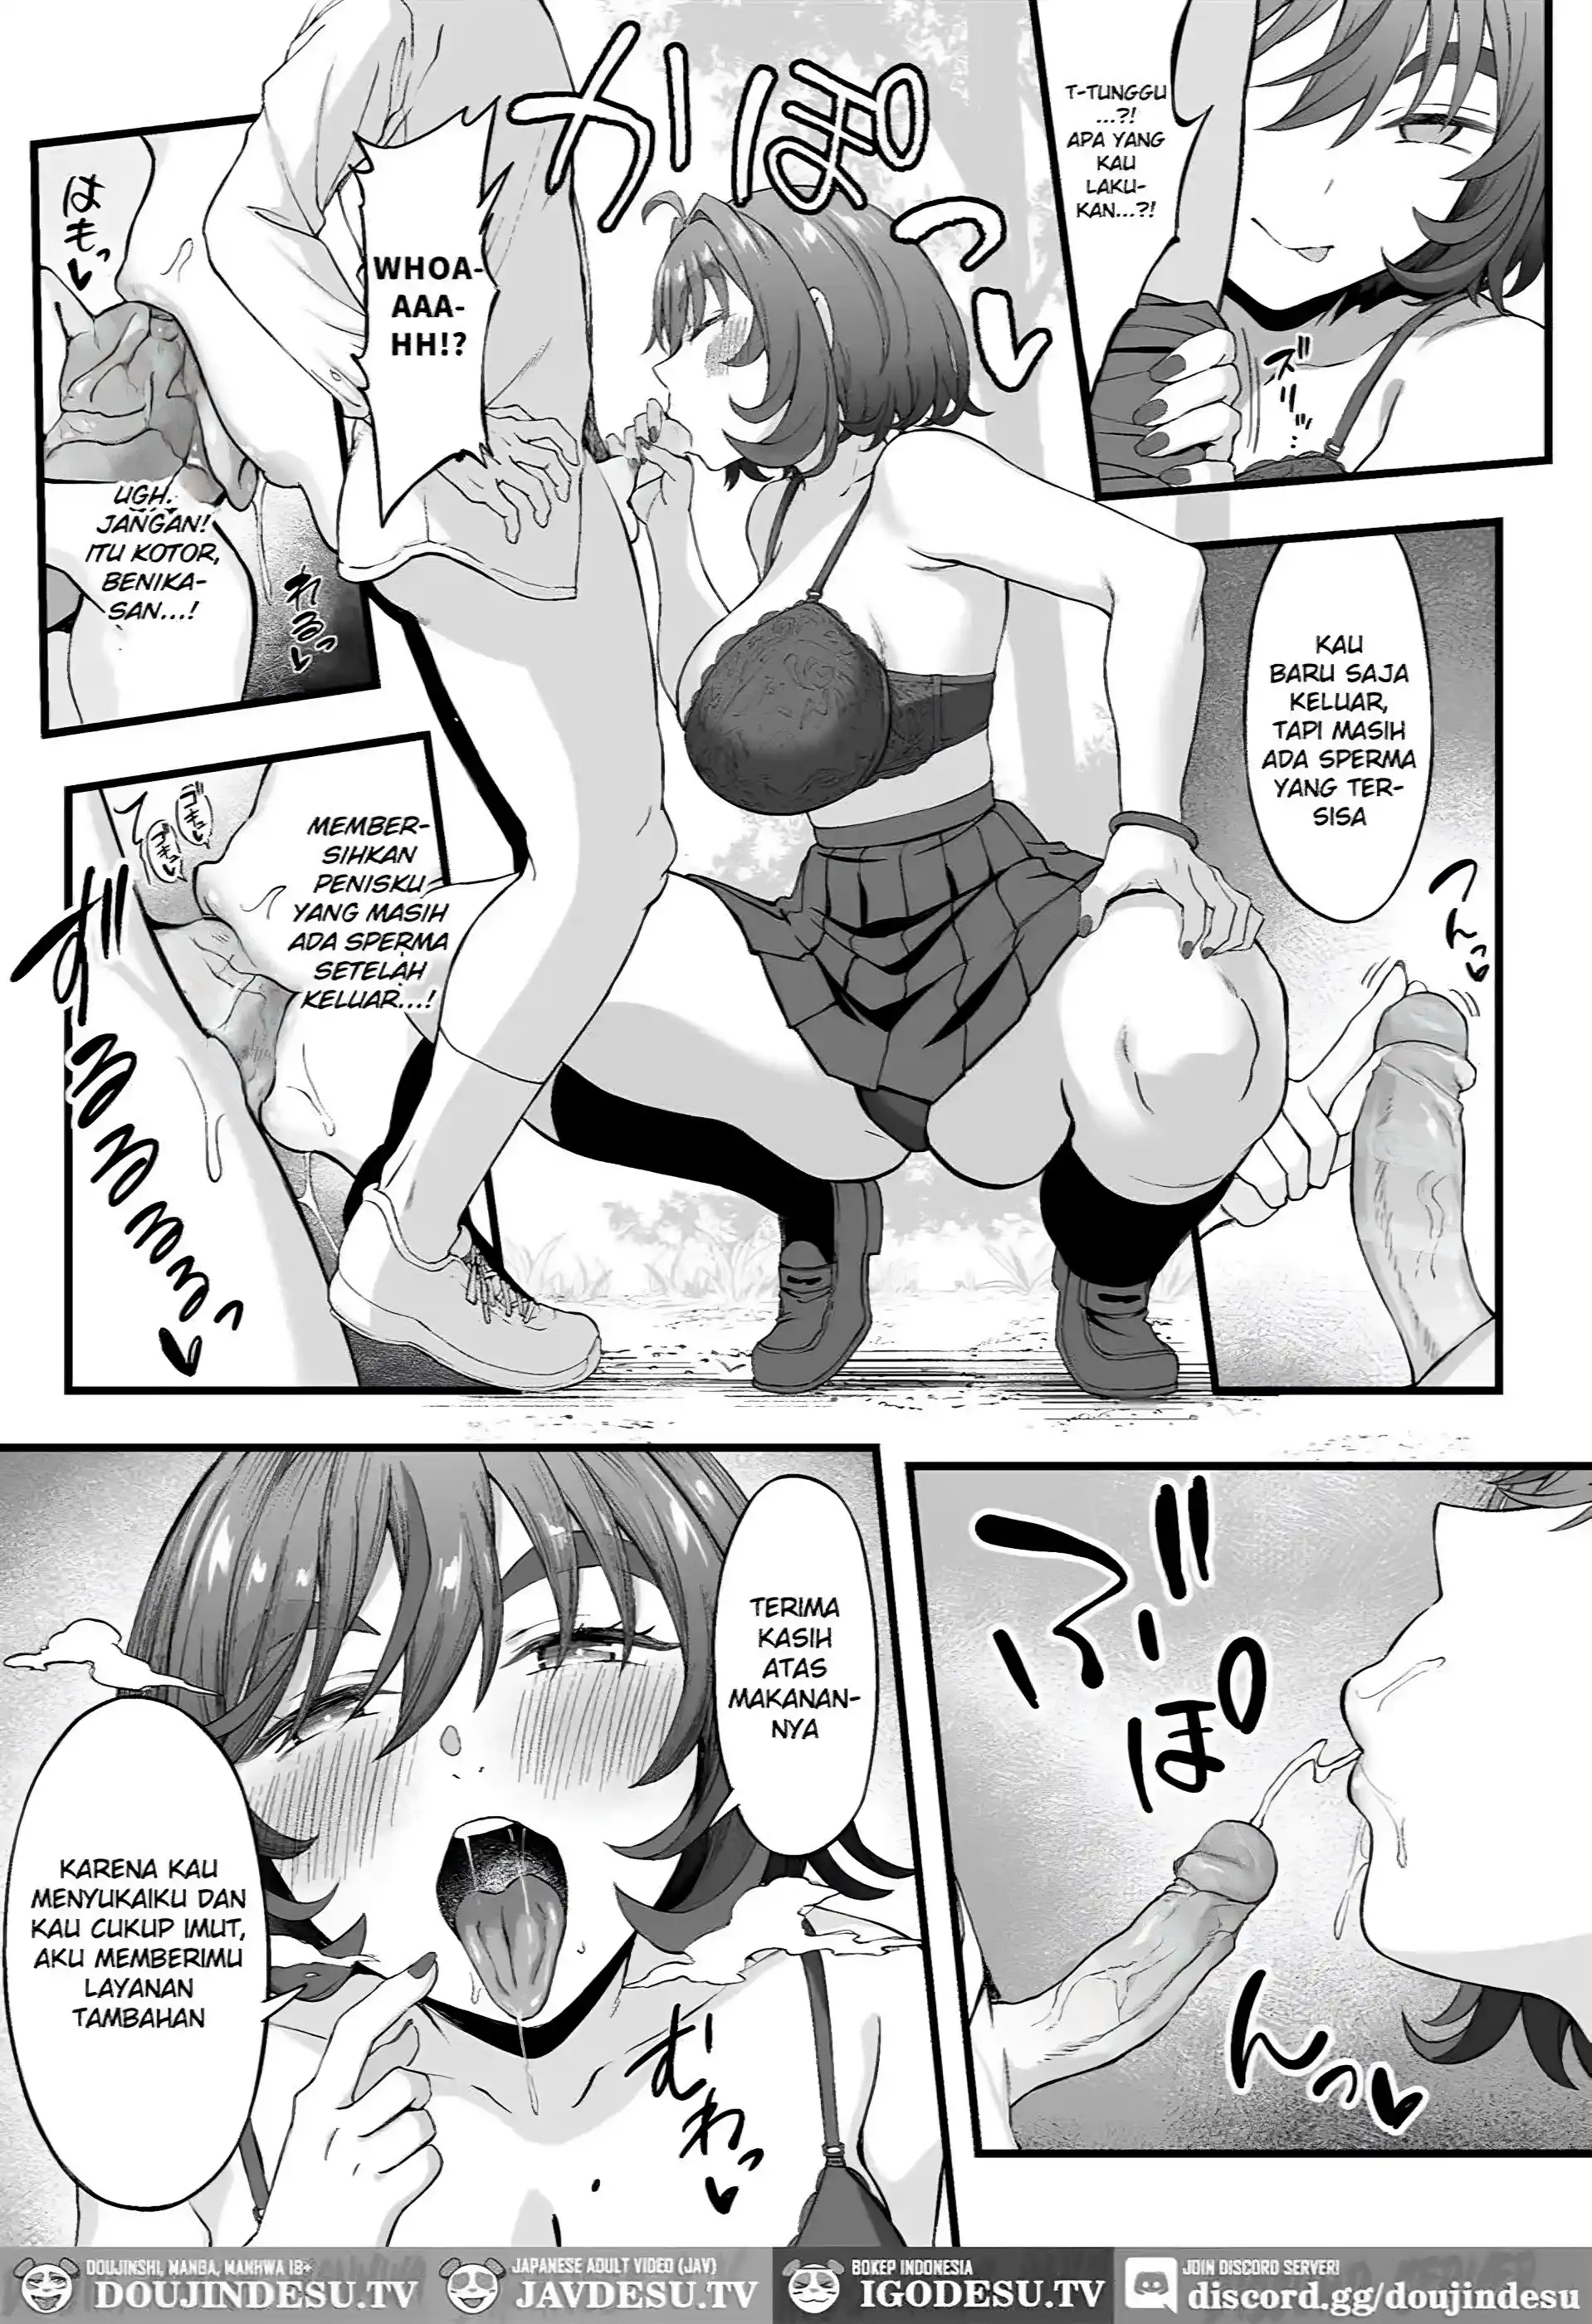 T-TUNGGU
...?!
APA YANG
KAU
LAKU-
KAN...?!
ズリ...
KAU
BARU SAJA
KELUAR,
TAPI MASIH
ADA SPERMA
YANG TER-
SISA
つんっ
かぽっ
WHOA-
AAA-
HH!?
はもっ
UGH.
JANGAN!
ITU KOTOR,
BENIKA-
SAN...!
れるっ
MEMBER-
SIHKAN
PENISKU
YANG MASIH
ADA SPERMA
SETELAH
KELUAR...!
ずるるるるるるっ
ぶぽ
んっ
TERIMA
KASIH
ATAS
MAKANAN-
NYA
KARENA KAU
MENYUKAIKU DAN
KAU CUKUP IMUT,
AKU MEMBERIMU
LAYANAN
TAMBAHAN
むわっ
DOUJINSHI, MANGA, MANHWA 18+
DOUJINDESU.TV
JAPANESE ADULT VIDEO (JAV)
JAVDESU.TV
BOKEP INDONESIA
IGODESU.TV
JOIN DISCORD SERVER!
discord.gg/doujindesu